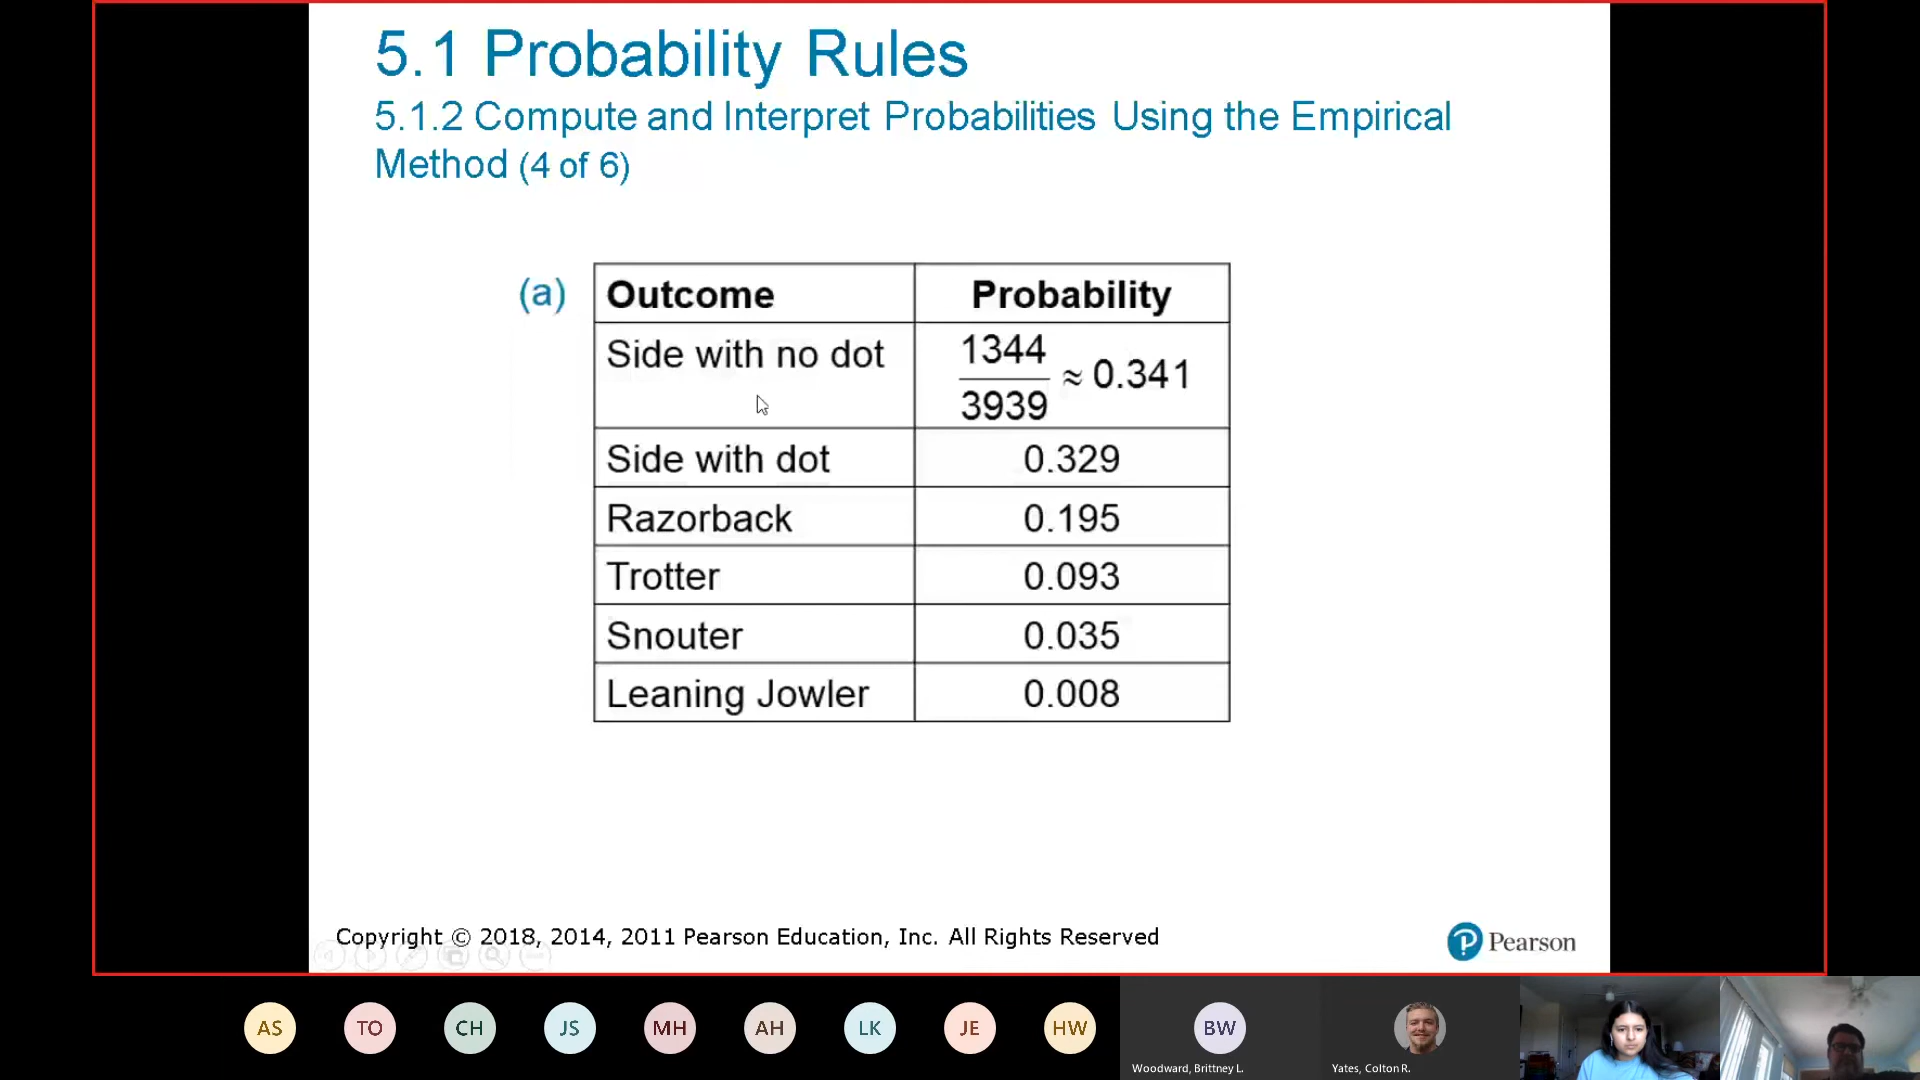 5.1 Probability Rules
5.1.2 Compute and Interpret Probabilities Using the Empirical
Method (4 of 6)
(a)
Outcome Probability
Side with no dot 1344/3939 ≈ 0.341
Side with dot 0.329
Razorback 0.195
Trotter 0.093
Snouter 0.035
Leaning Jowler 0.008
Copyright © 2018, 2014, 2011 Pearson Education, Inc. All Rights Reserved
Pearson
AS TO CH JS MH AH LK JE HW BW
Woodward, Brittney L. Yates, Colton R.